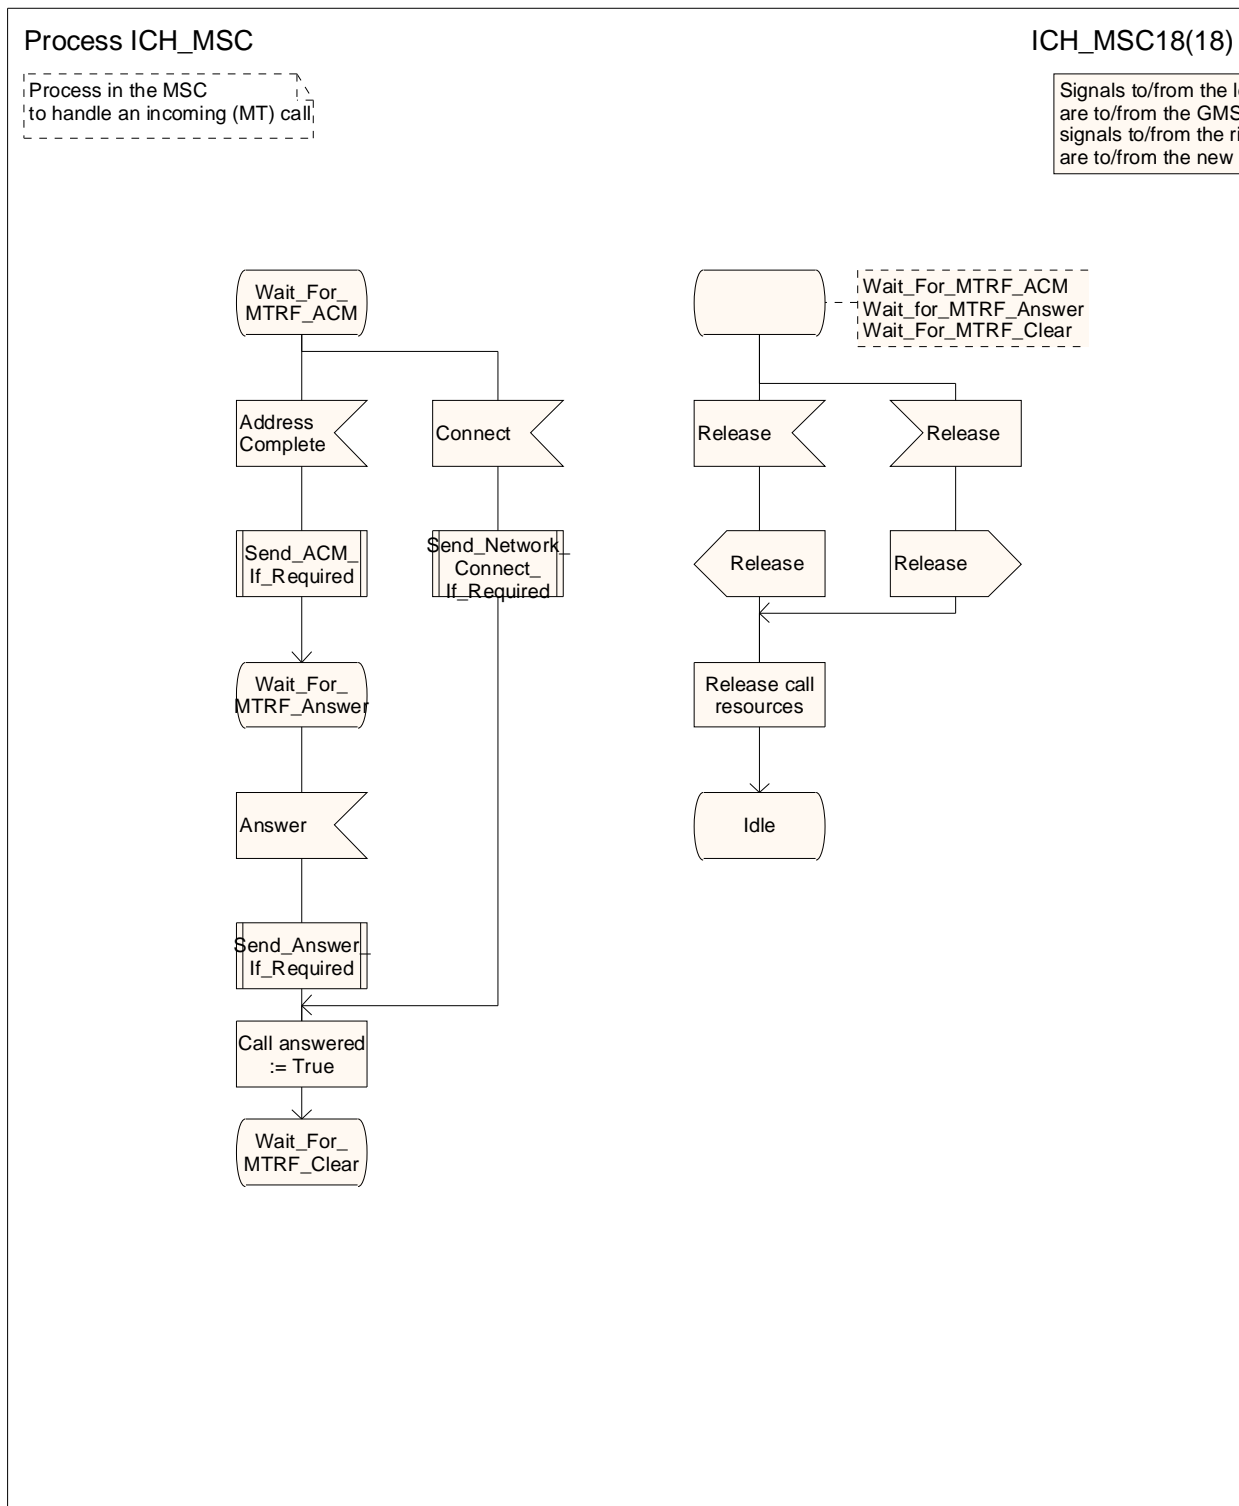 Process ICH_MSC
ICH_MSC18(18)
Process in the MSC
to handle an incoming (MT) call
Signals to/from the
are to/from the
signals to/from the
are to/from the new
Wait_For_
MTRF_ACM
Wait_For_MTRF_ACM
Wait_for_MTRF_Answer
Wait_For_MTRF_Clear
Address
Complete
Connect
Release
Release
Send_ACM_
If_Required
Send_Network_
Connect_
If_Required
Release
Release
Wait_For_
MTRF_Answer
Release call
resources
Answer
Idle
Send_Answer_
If_Required
Call answered
:= True
Wait_For_
MTRF_Clear